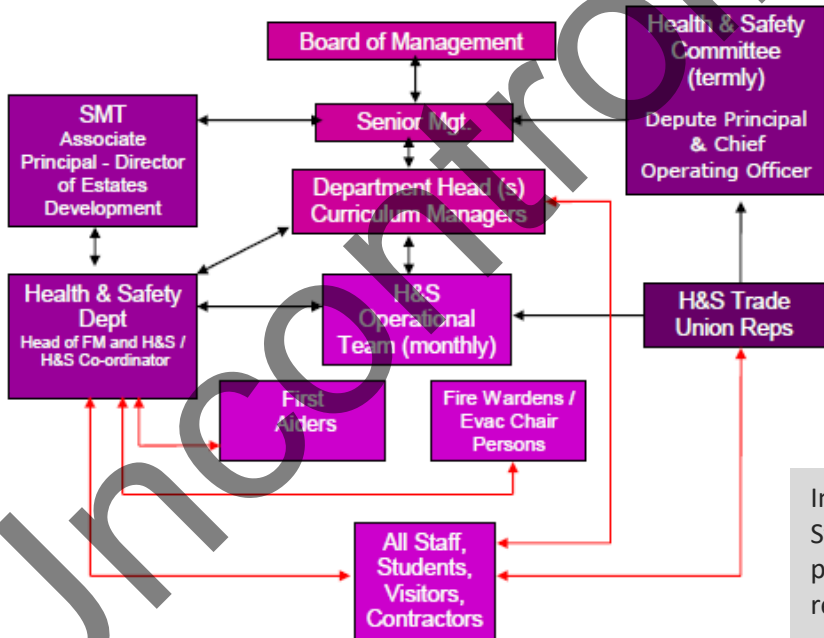 Board of Management
Health & Safety
Committee
(termly)
Depute Principal
& Chief
Operating Officer
SMT
Associate
Principal - Director
of Estates
Development
Senior Mgt.
Department Head (s)
Curriculum Managers
Health & Safety
Dept
Head of FM and H&S /
H&S Co-ordinator
H&S
Operational
Team (monthly)
H&S Trade
Union Reps
First
Aiders
Fire Wardens /
Evac Chair
Persons
All Staff,
Students,
Visitors,
Contractors